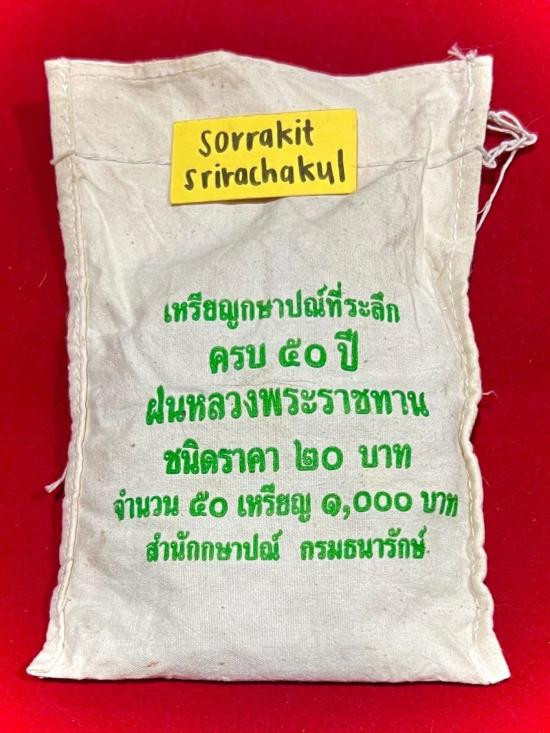 sorrakit
srirachakul
เหรียญกษาปณ์ที่ระลึก
ครบ ๕๐ ปี
ฝนหลวงพระราชทาน
ชนิดราคา ๒๐ บาท
จำนวน ๕๐ เหรียญ ๑,๐๐๐ บาท
สำนักกษาปณ์ กรมธนารักษ์